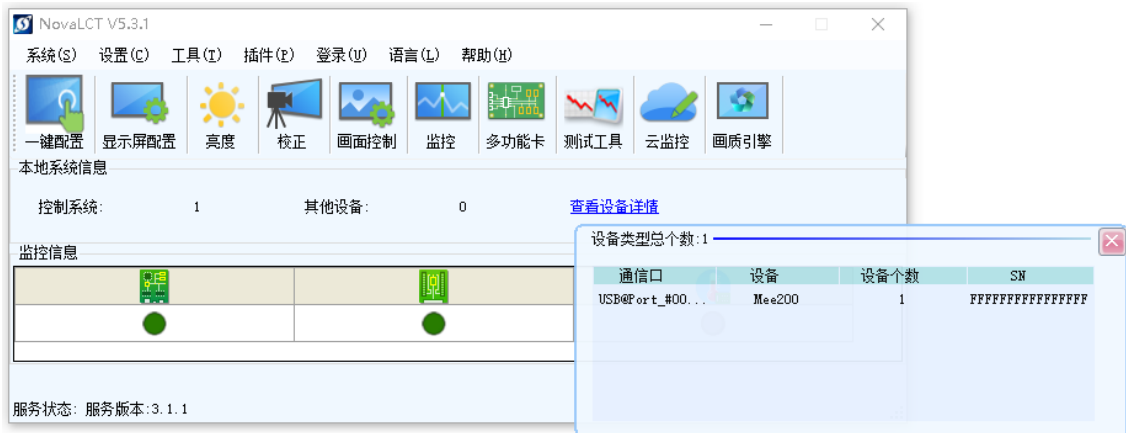 NovaLCT V5.3.1
系统(S) 设置(C) 工具(T) 插件(P) 登录(U) 语言(L) 帮助(H)
一键配置 显示屏配置 亮度 校正 画面控制 监控 多功能卡 测试工具 云监控 画质引擎
本地系统信息
控制系统: 1 其他设备: 0 查看设备详情
监控信息
设备类型总个数:1
通信口 设备 设备个数 SN
USB@Port_#00... Mee200 1 FFFFFFFFFFFFFFFF
服务状态: 服务版本:3.1.1